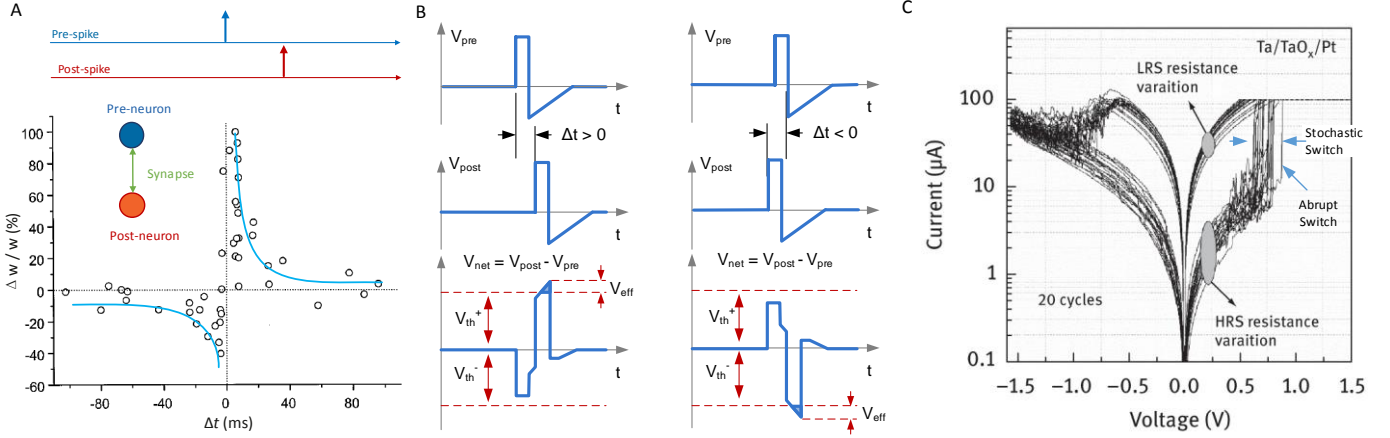 A
Pre-spike
Post-spike
Pre-neuron
Synapse
Post-neuron
Δ w / w (%)
100
80
60
40
20
0
-20
-40
-60
-80
-40
0
40
80
Δt (ms)
B
Vpre
t
Δt > 0
Vpost
t
Vnet = Vpost - Vpre
Veff
Vth+
Vth-
t
Vpre
t
Δt < 0
Vpost
t
Vnet = Vpost - Vpre
Vth+
Vth-
t
Veff
C
Ta/TaOx/Pt
LRS resistance
varaition
Stochastic
Switch
Abrupt
Switch
20 cycles
HRS resistance
varaition
Current (μA)
100
10
1
0.1
−1.5
−1.0
−0.5
0.0
0.5
1.0
1.5
Voltage (V)